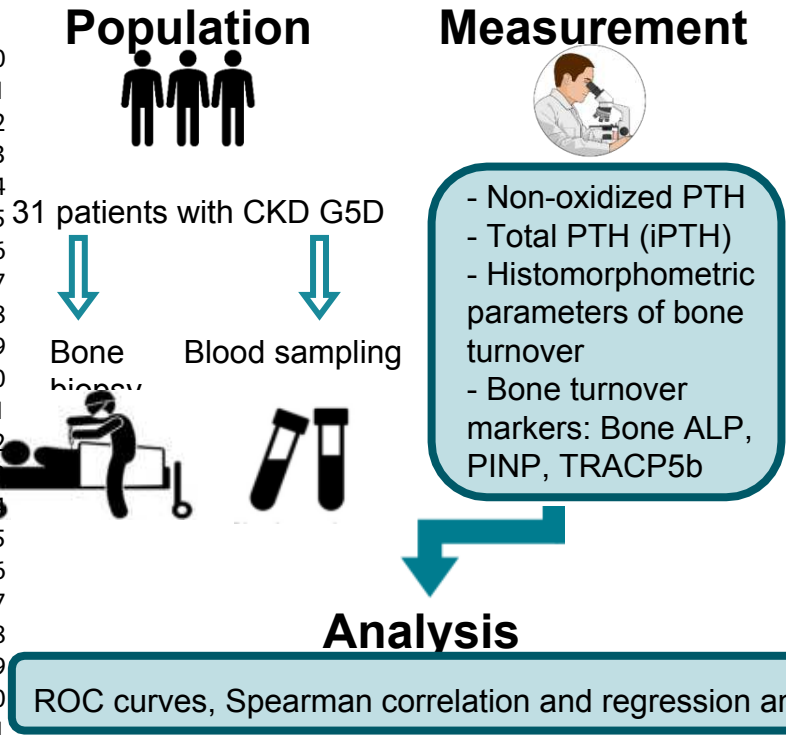 Population
Measurement
31 patients with CKD G5D
Bone
biopsy
Blood sampling
- Non-oxidized PTH
- Total PTH (iPTH)
- Histomorphometric
parameters of bone
turnover
- Bone turnover
markers: Bone ALP,
PINP, TRACP5b
Analysis
ROC curves, Spearman correlation and regression